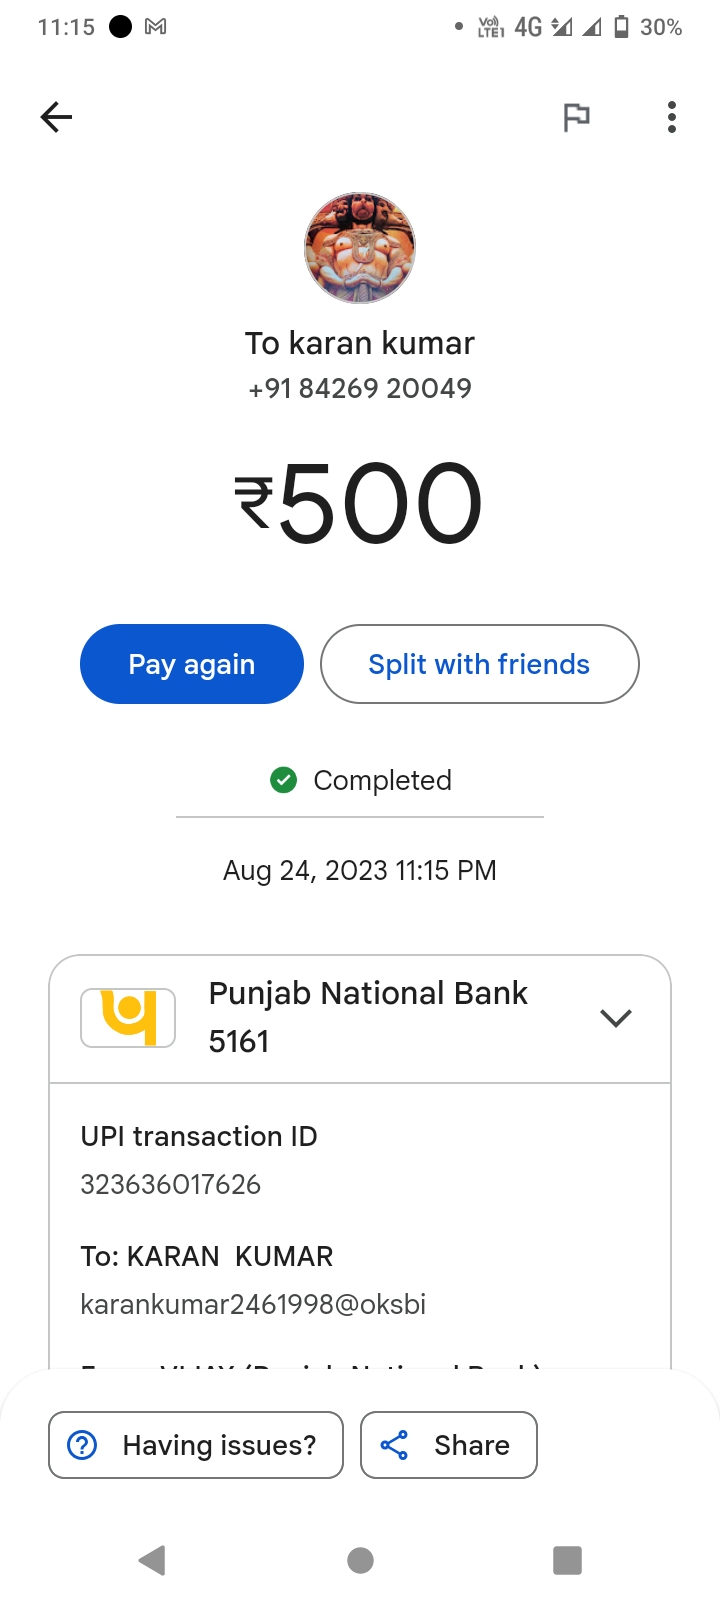 11:15
Vo)) LTE1 4G 30%
To karan kumar
+91 84269 20049
₹500
Pay again
Split with friends
Completed
Aug 24, 2023 11:15 PM
Punjab National Bank
5161
UPI transaction ID
323636017626
To: KARAN  KUMAR
karankumar2461998@oksbi
Having issues?
Share